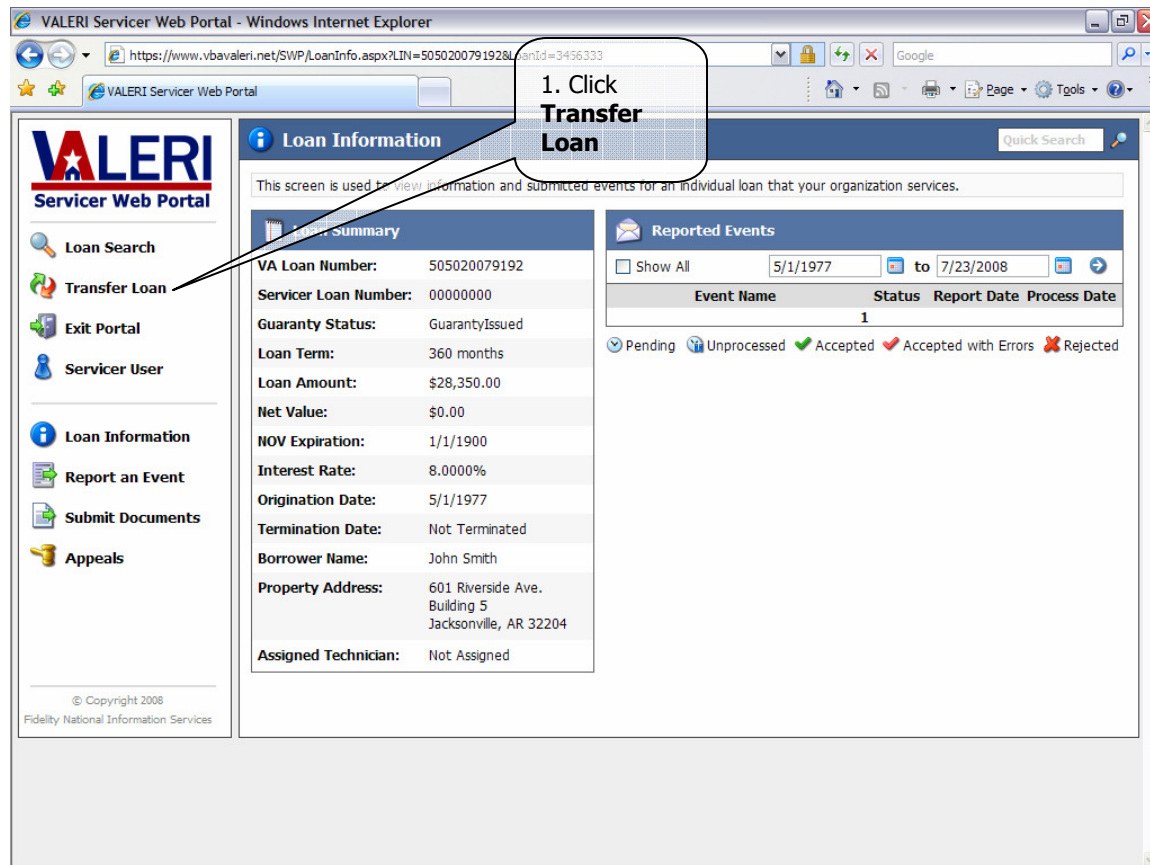 VALERI Servicer Web Portal - Windows Internet Explorer
https://www.vbavaleri.net/SWP/LoanInfo.aspx?LIN=505020079192&LoanId=3456333
Google
VALERI Servicer Web Portal
Page
Tools
1. Click
Transfer
Loan
VALERI
Servicer Web Portal
Loan Search
Transfer Loan
Exit Portal
Servicer User
Loan Information
Report an Event
Submit Documents
Appeals
© Copyright 2008
Fidelity National Information Services
Loan Information
Quick Search
This screen is used to view information and submitted events for an individual loan that your organization services.
Loan Summary
VA Loan Number: 505020079192
Servicer Loan Number: 00000000
Guaranty Status: GuarantyIssued
Loan Term: 360 months
Loan Amount: $28,350.00
Net Value: $0.00
NOV Expiration: 1/1/1900
Interest Rate: 8.0000%
Origination Date: 5/1/1977
Termination Date: Not Terminated
Borrower Name: John Smith
Property Address: 601 Riverside Ave.
Building 5
Jacksonville, AR 32204
Assigned Technician: Not Assigned
Reported Events
Show All 5/1/1977 to 7/23/2008
Event Name Status Report Date Process Date
1
Pending Unprocessed Accepted Accepted with Errors Rejected